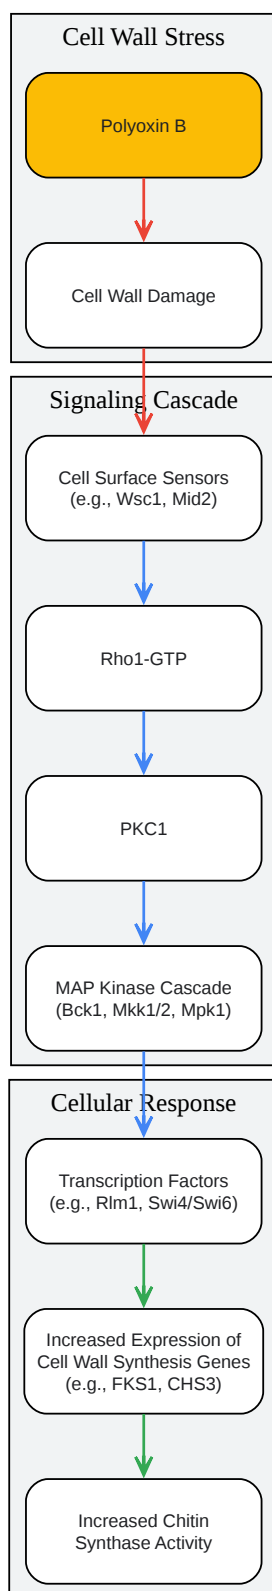 Cell Wall Stress
Polyoxin B
Cell Wall Damage
Signaling Cascade
Cell Surface Sensors
(e.g., Wsc1, Mid2)
Rho1-GTP
PKC1
MAP Kinase Cascade
(Bck1, Mkk1/2, Mpk1)
Cellular Response
Transcription Factors
(e.g., Rlm1, Swi4/Swi6)
Increased Expression of
Cell Wall Synthesis Genes
(e.g., FKS1, CHS3)
Increased Chitin
Synthase Activity